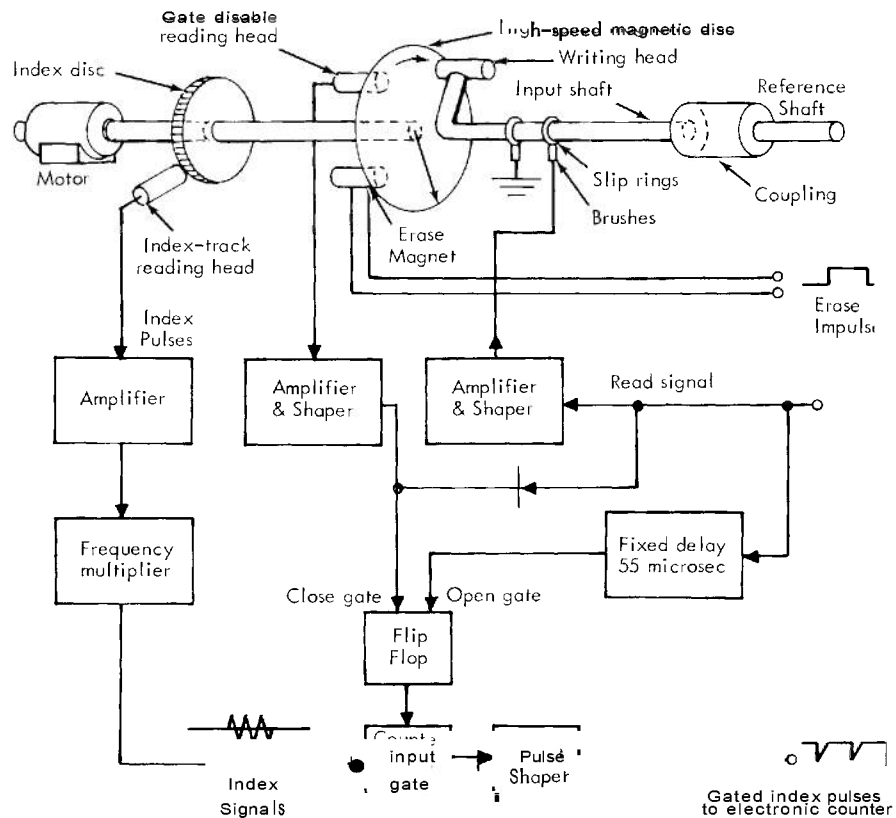 Gate disable
reading head
High-speed magnetic disc
Writing head
Index disc
Input shaft
Reference
Shaft
Motor
Slip rings
Coupling
Brushes
Erase
Magnet
Index-track
reading head
Erase
Impulse
Index
Pulses
Amplifier
Amplifier
& Shaper
Amplifier
& Shaper
Read signal
Frequency
multiplier
Fixed delay
55 microsec
Close gate
Open gate
Flip
Flop
Counte
input
gate
Pulse
Shaper
Index
Signals
Gated index pulses
to electronic counter